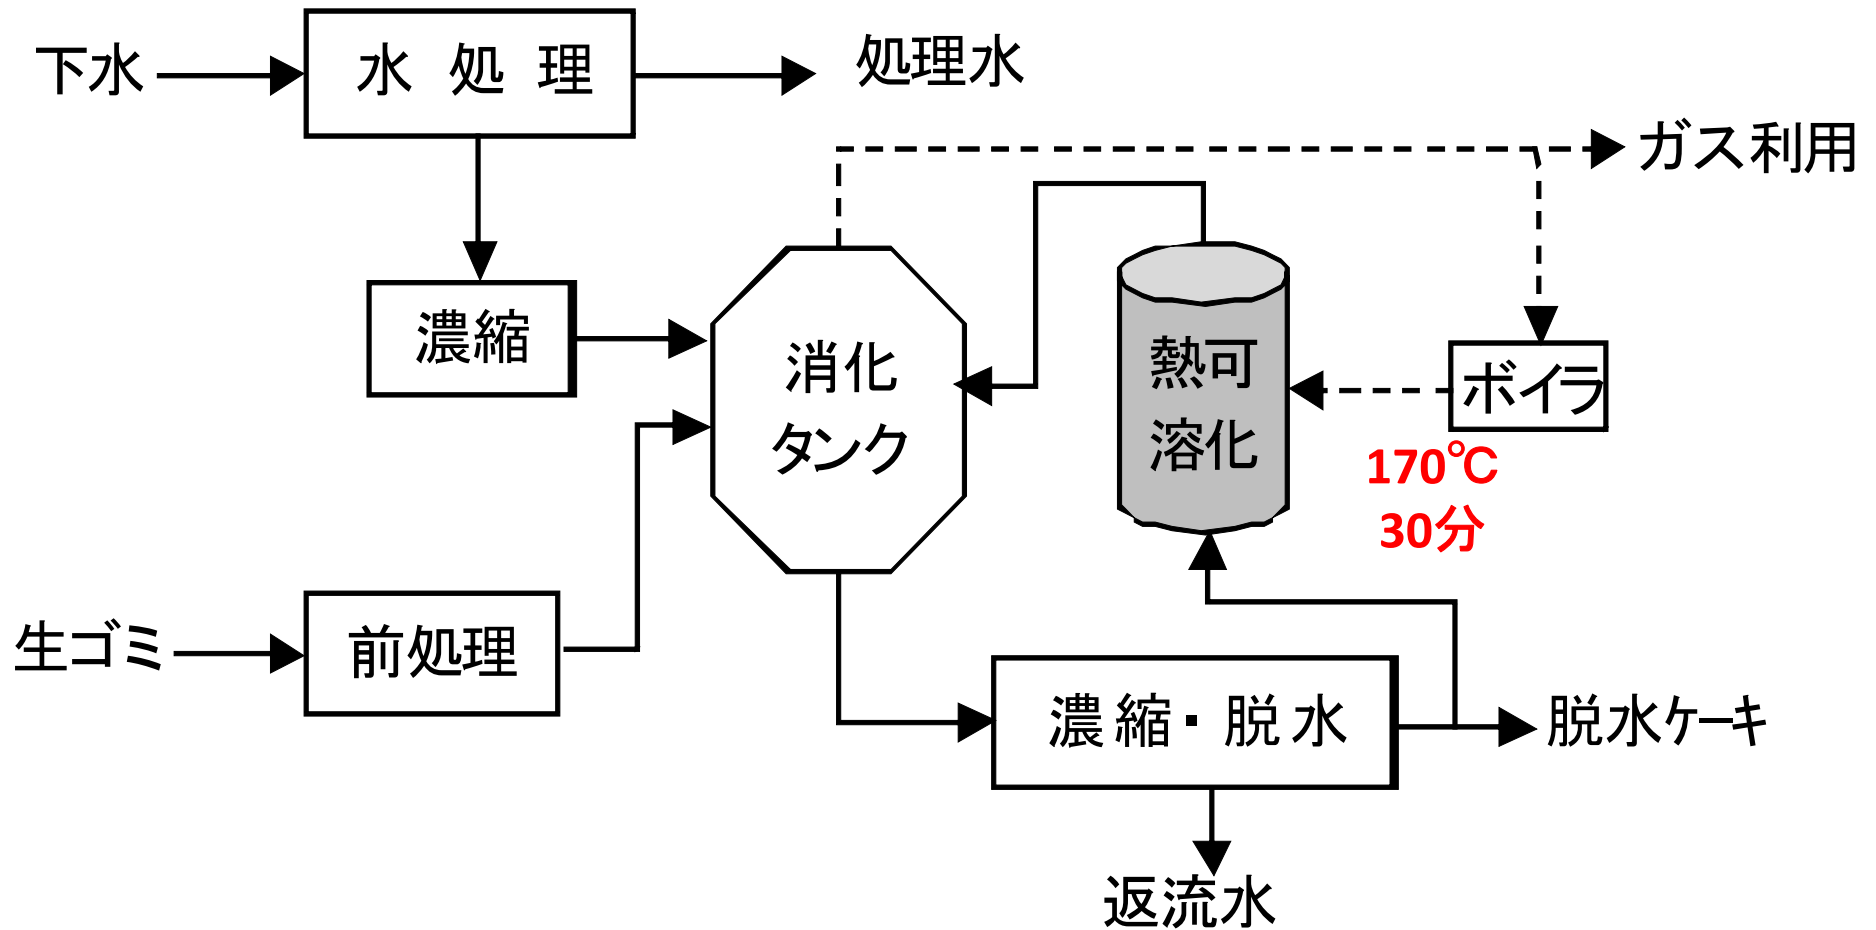 下水
水処理
処理水
ガス利用
濃縮
消化
タンク
熱可
溶化
ボイラ
170℃
30分
生ゴミ
前処理
濃縮・脱水
脱水ｹｰｷ
返流水